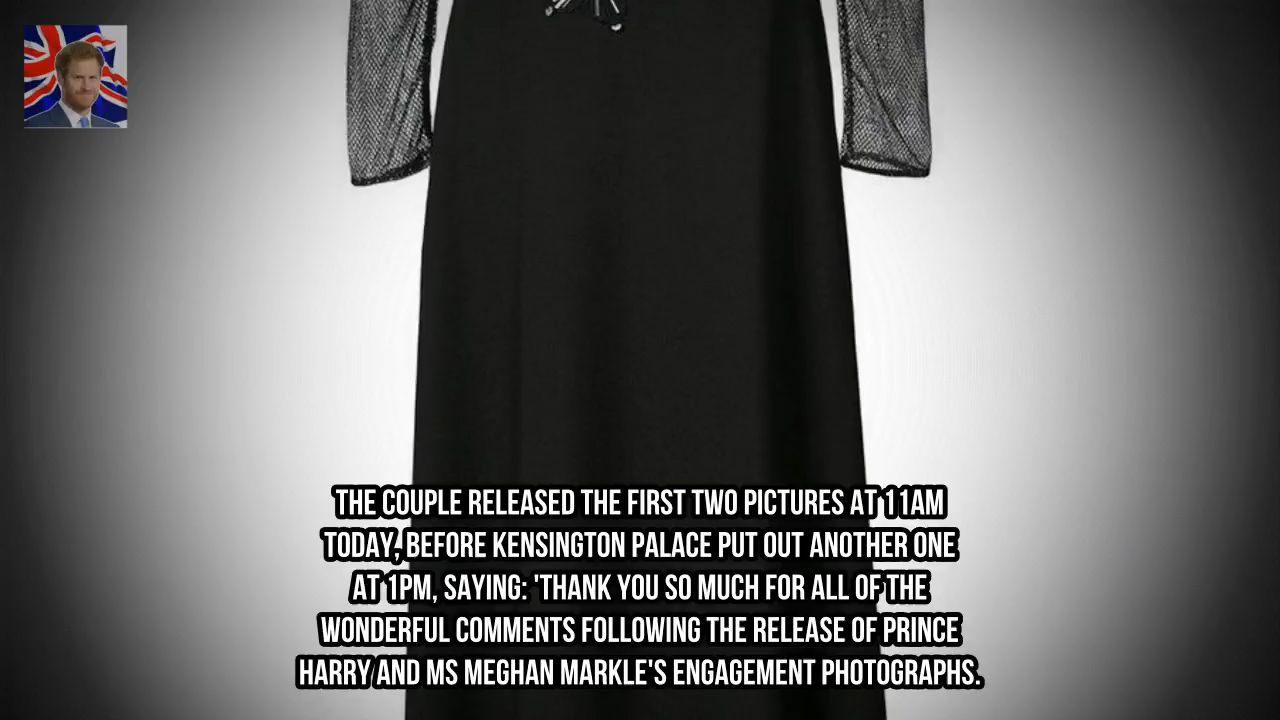 THE COUPLE RELEASED THE FIRST TWO PICTURES AT 11AM
TODAY, BEFORE KENSINGTON PALACE PUT OUT ANOTHER ONE
AT 1PM, SAYING: 'THANK YOU SO MUCH FOR ALL OF THE
WONDERFUL COMMENTS FOLLOWING THE RELEASE OF PRINCE
HARRY AND MS MEGHAN MARKLE'S ENGAGEMENT PHOTOGRAPHS.